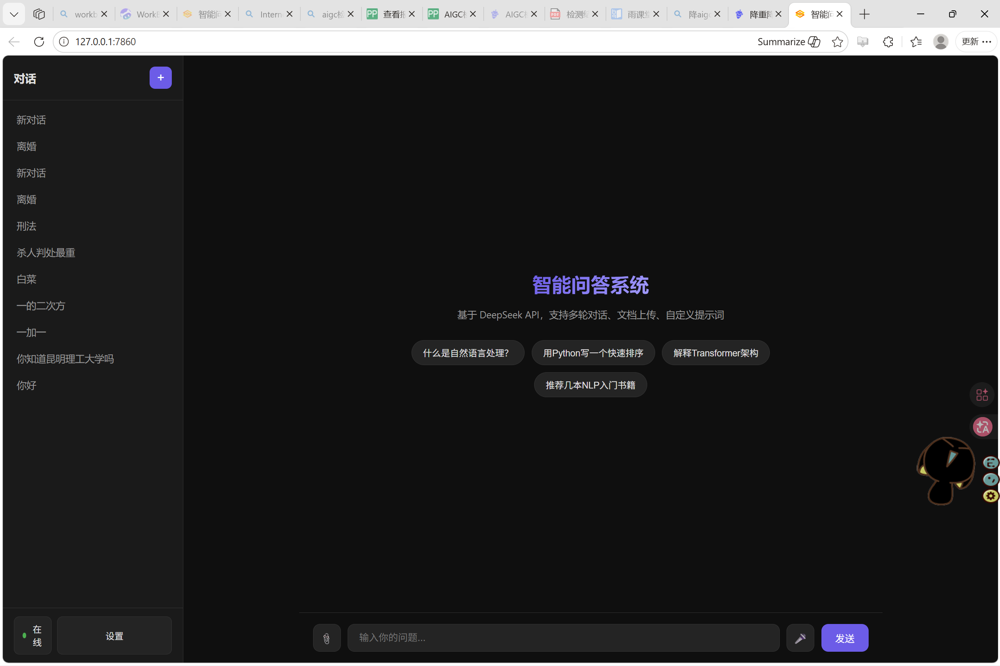 workb
WorkB
智能问
Intern
aigc检
查看报
AIGC检
AIGC检
检测结
雨课堂
降aigc
降重降
智能问
127.0.0.1:7860
Summarize
更新
对话
+
新对话
离婚
新对话
离婚
刑法
杀人判处最重
白菜
一的二次方
一加一
你知道昆明理工大学吗
你好
智能问答系统
基于 DeepSeek API，支持多轮对话、文档上传、自定义提示词
什么是自然语言处理？
用Python写一个快速排序
解释Transformer架构
推荐几本NLP入门书籍
在线
设置
输入你的问题...
发送